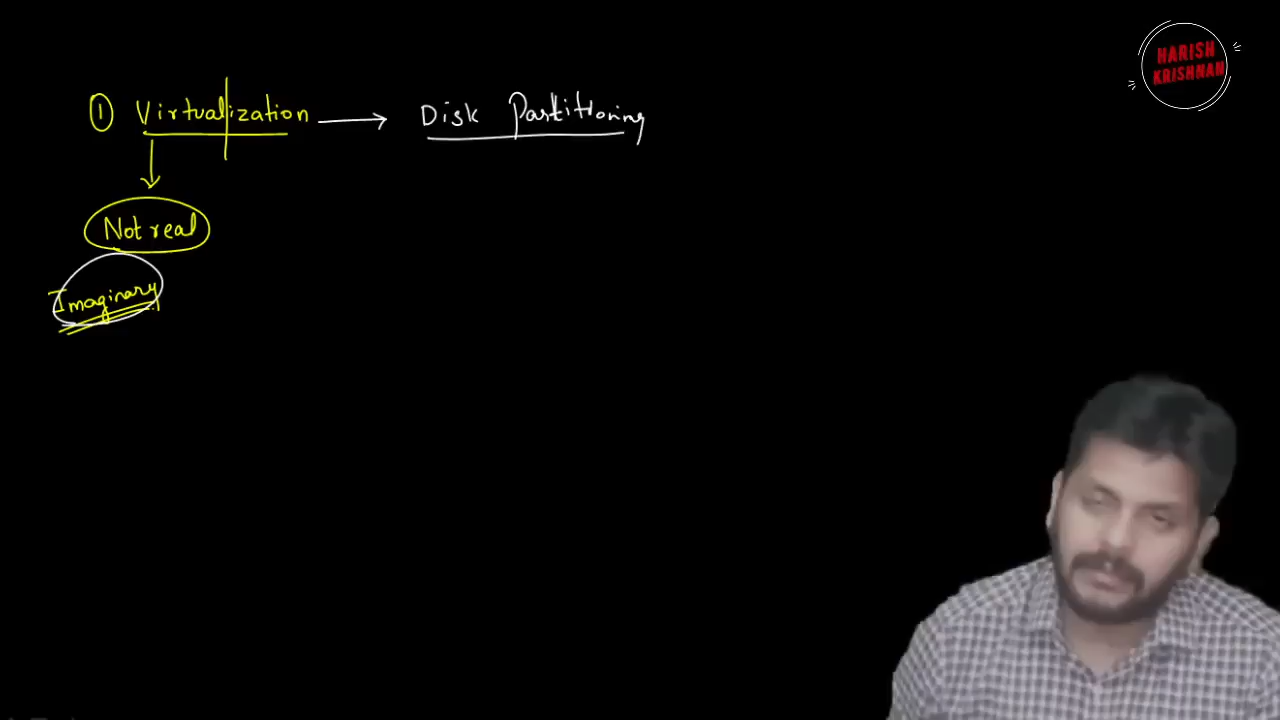 ① Virtualization → Disk Partitioning
Not real
Imaginary
HARISH
KRISHNAN